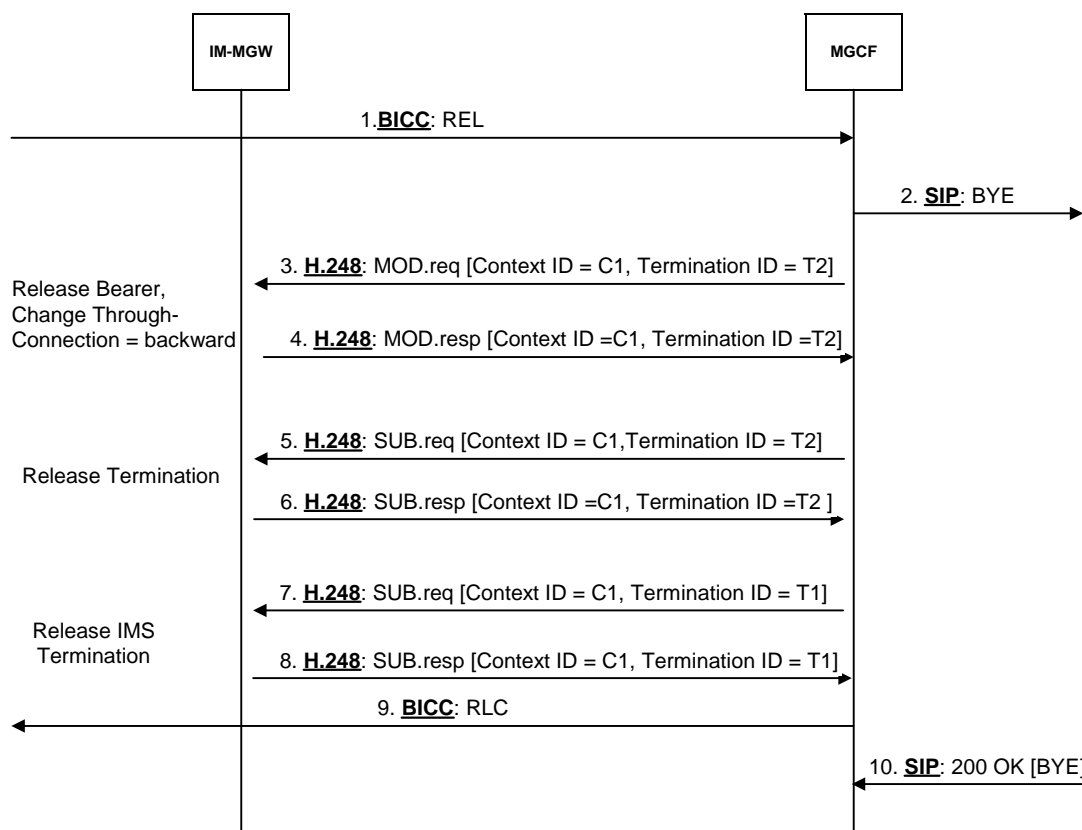 IM-MGW
MGCF
1.BICC: REL
2. SIP: BYE
3. H.248: MOD.req [Context ID = C1, Termination ID = T2]
Release Bearer,
Change Through-
Connection = backward
4. H.248: MOD.resp [Context ID =C1, Termination ID =T2]
5. H.248: SUB.req [Context ID = C1,Termination ID = T2]
Release Termination
6. H.248: SUB.resp [Context ID =C1, Termination ID =T2 ]
7. H.248: SUB.req [Context ID = C1, Termination ID = T1]
Release IMS
Termination
8. H.248: SUB.resp [Context ID = C1, Termination ID = T1]
9. BICC: RLC
10. SIP: 200 OK [BYE]